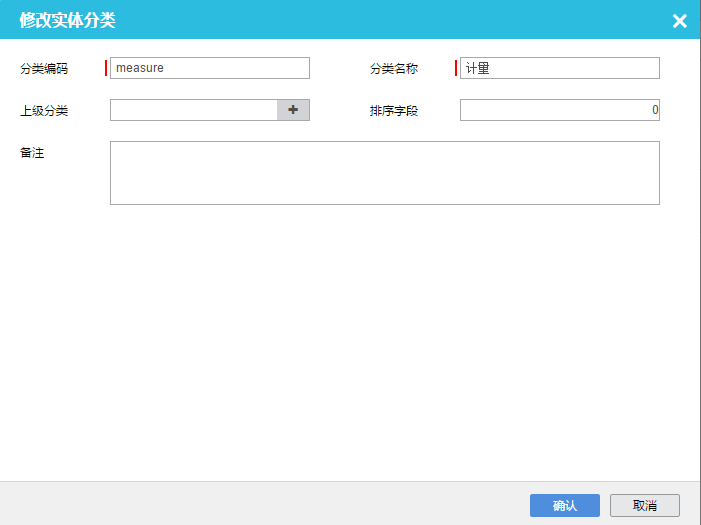 修改实体分类
分类编码 measure 分类名称 计量
上级分类 排序字段 0
备注
确认 取消